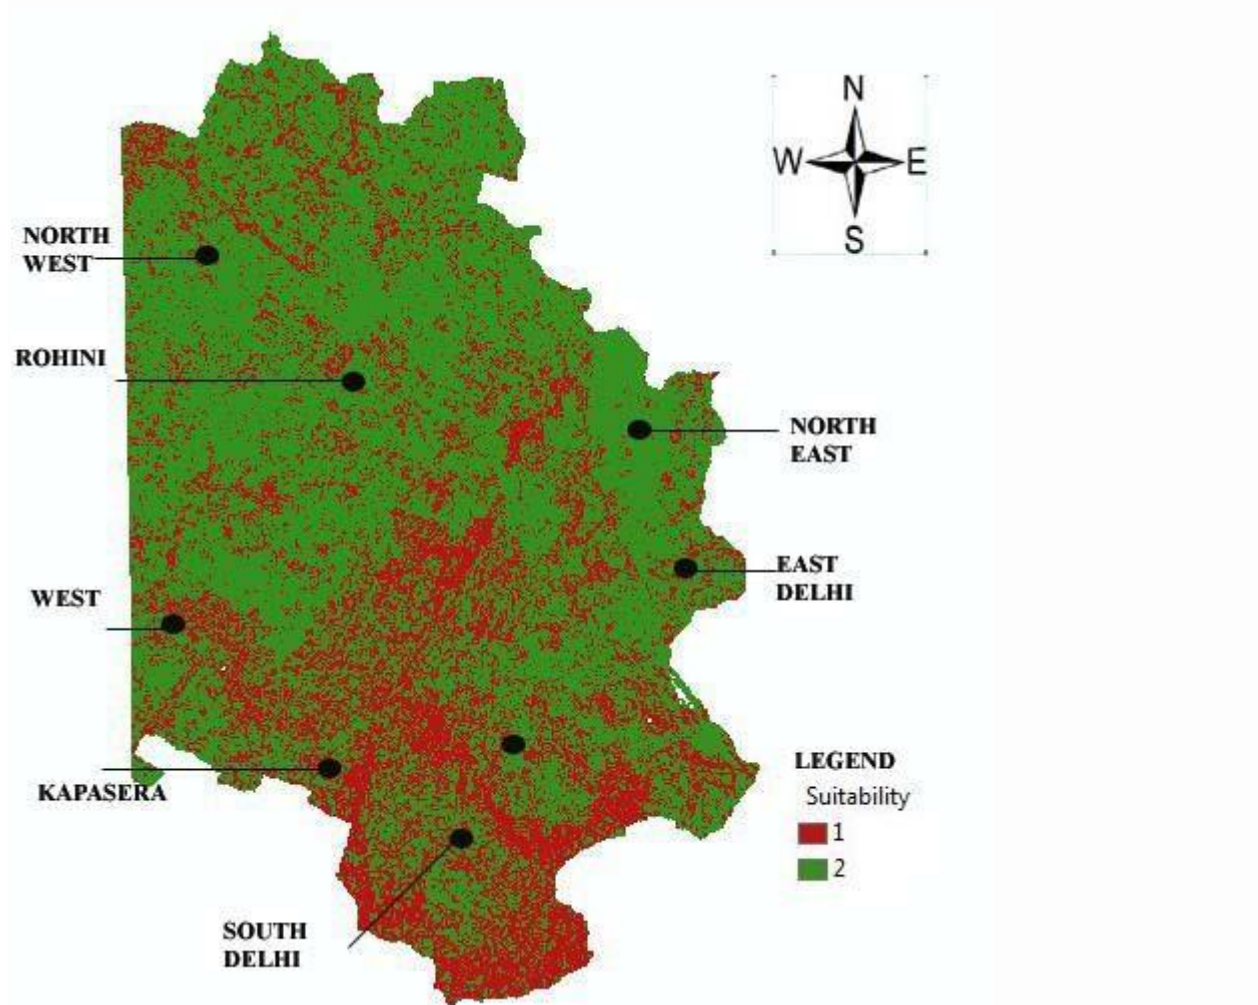 N
W E
S
NORTH
WEST
ROHINI
NORTH
EAST
EAST
DELHI
WEST
KAPASERA
LEGEND
Suitability
1
2
SOUTH
DELHI